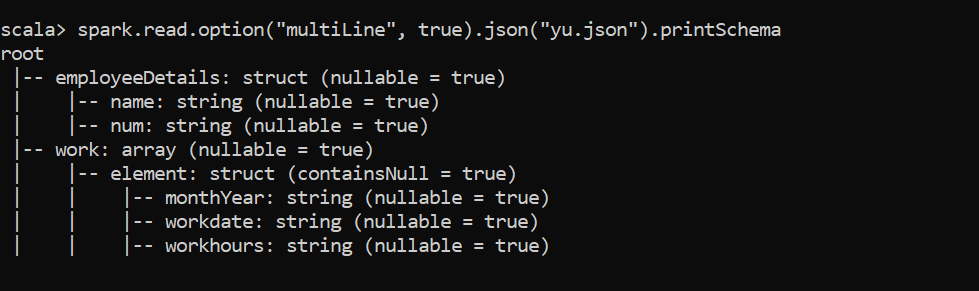 scala> spark.read.option("multiLine", true).json("yu.json").printSchema
root
 |-- employeeDetails: struct (nullable = true)
 |    |-- name: string (nullable = true)
 |    |-- num: string (nullable = true)
 |-- work: array (nullable = true)
 |    |-- element: struct (containsNull = true)
 |    |    |-- monthYear: string (nullable = true)
 |    |    |-- workdate: string (nullable = true)
 |    |    |-- workhours: string (nullable = true)